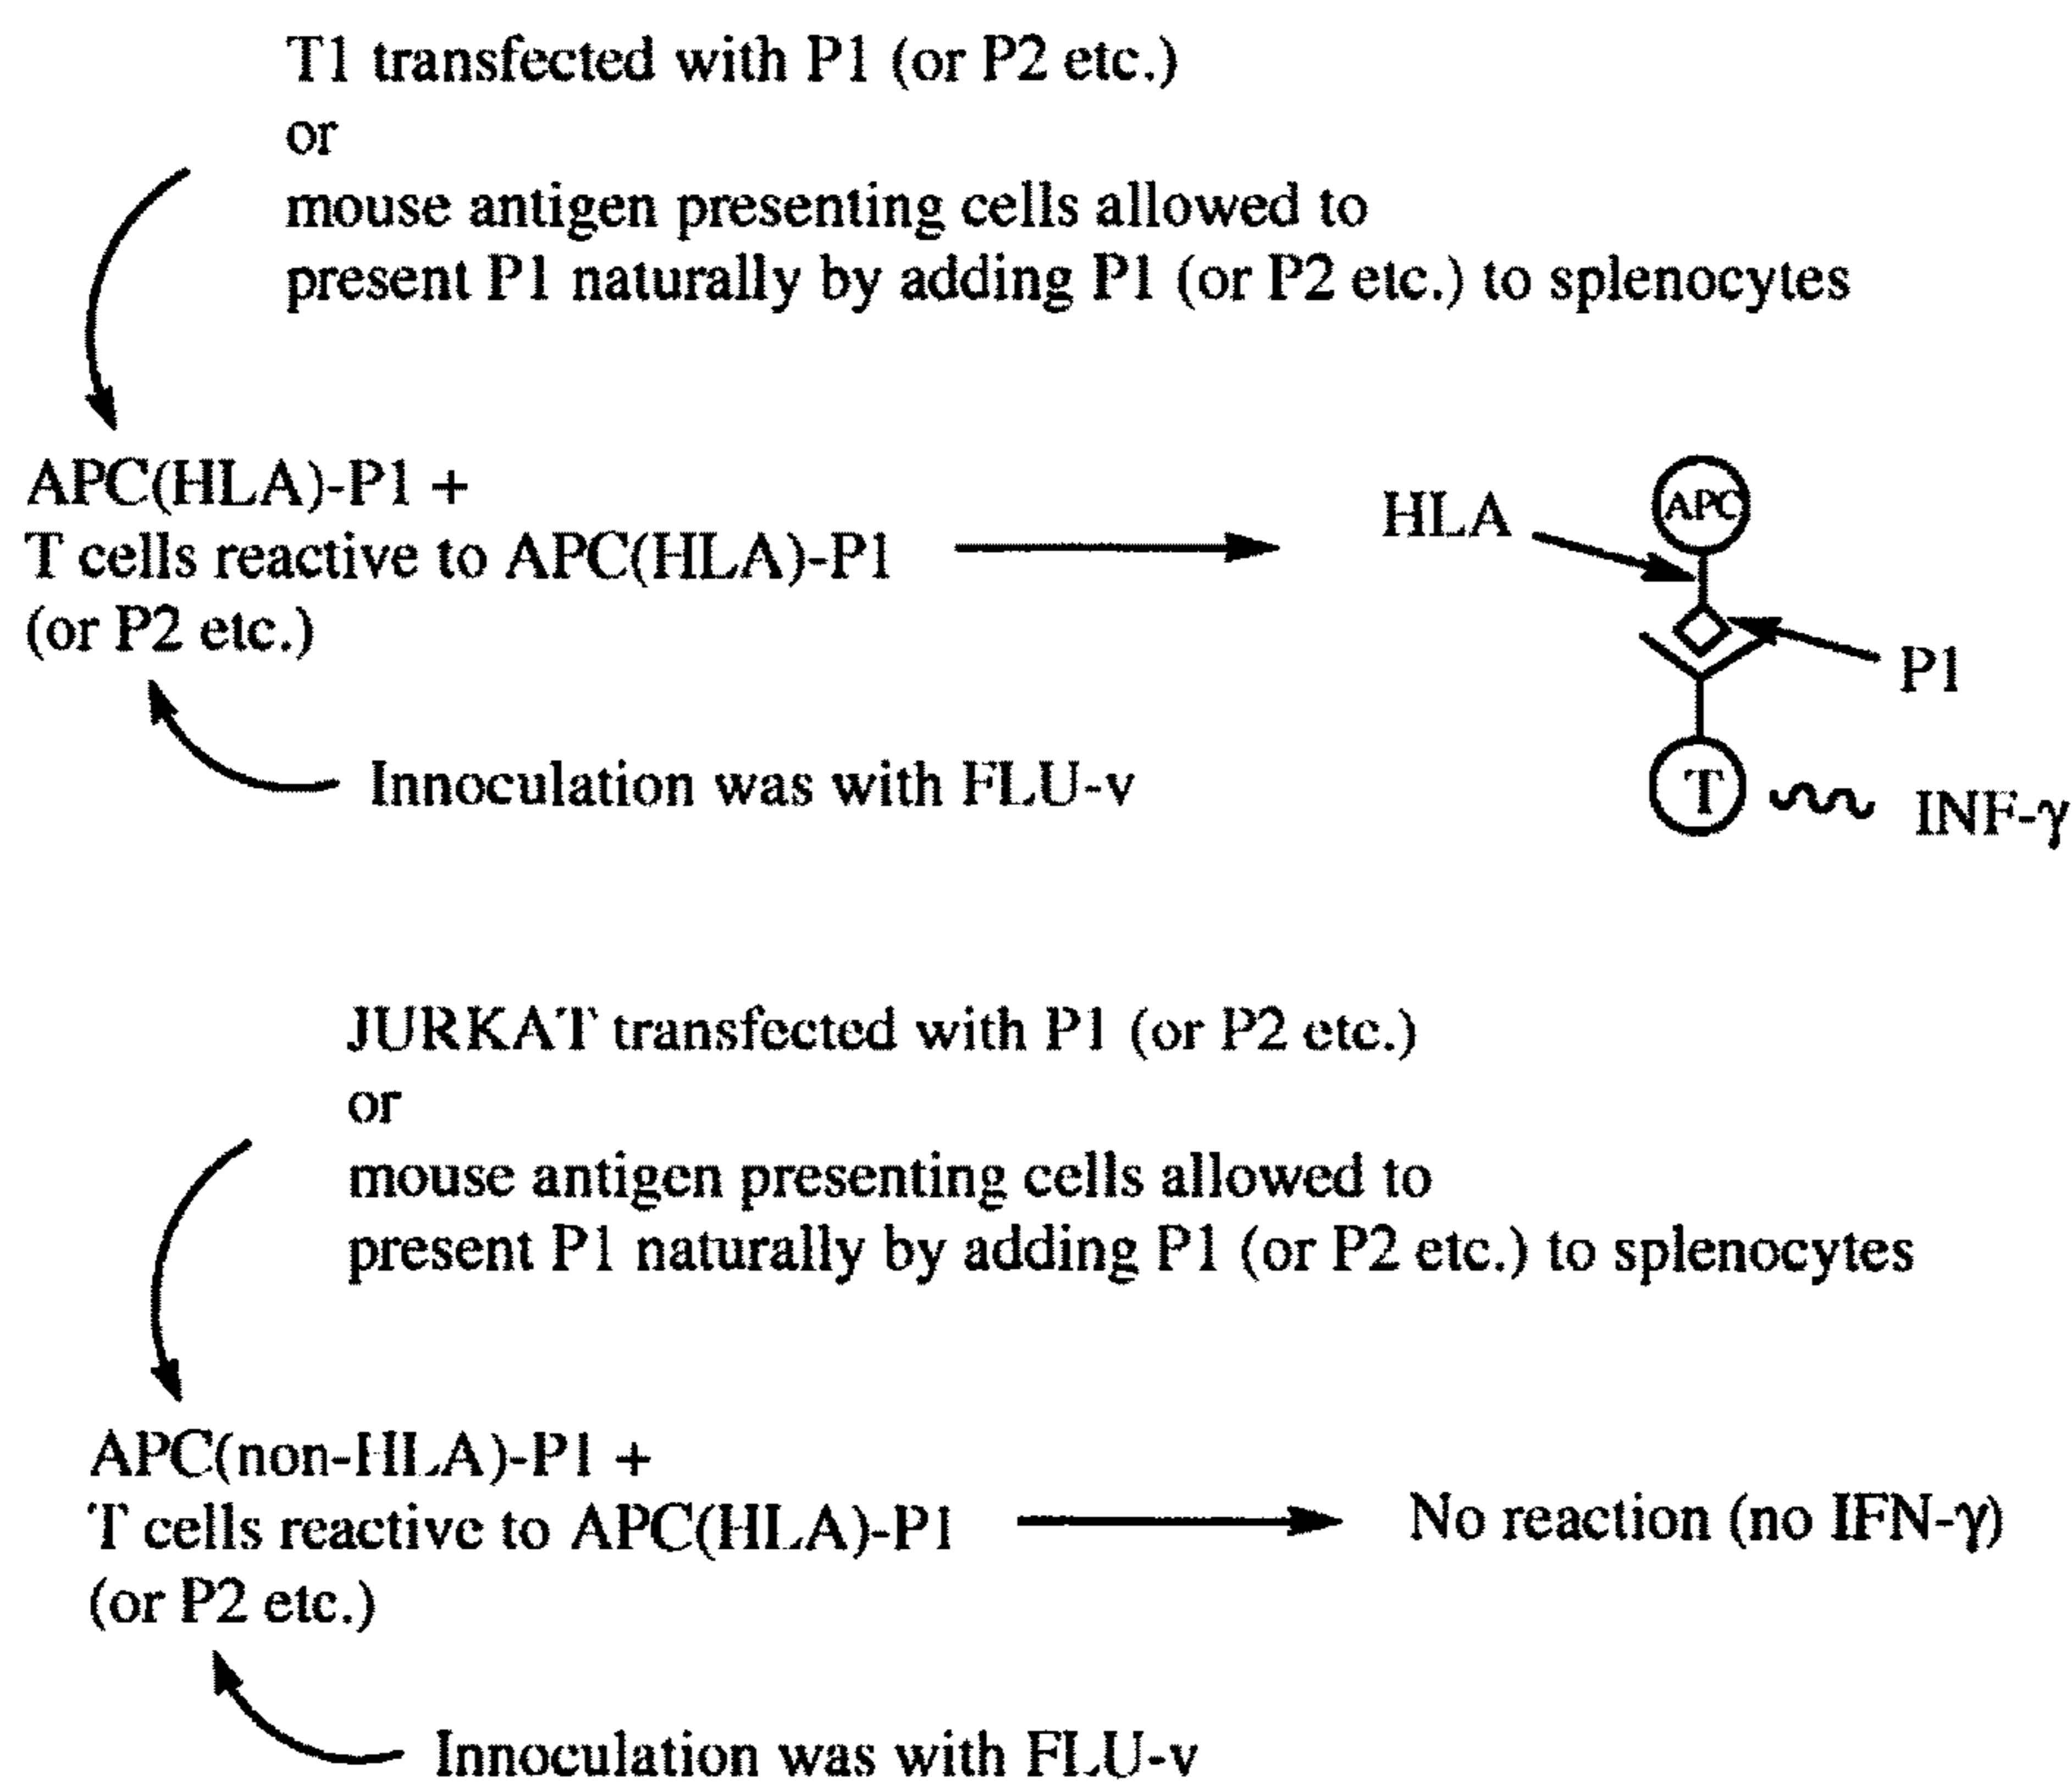 T1 transfected with P1 (or P2 etc.)
or
mouse antigen presenting cells allowed to
present P1 naturally by adding P1 (or P2 etc.) to splenocytes
APC(HLA)-P1 +
T cells reactive to APC(HLA)-P1
(or P2 etc.)
HLA
APC
P1
Innoculation was with FLU-v
T
INF-γ
JURKAT transfected with P1 (or P2 etc.)
or
mouse antigen presenting cells allowed to
present P1 naturally by adding P1 (or P2 etc.) to splenocytes
APC(non-HLA)-P1 +
T cells reactive to APC(HLA)-P1
(or P2 etc.)
No reaction (no IFN-γ)
Innoculation was with FLU-v